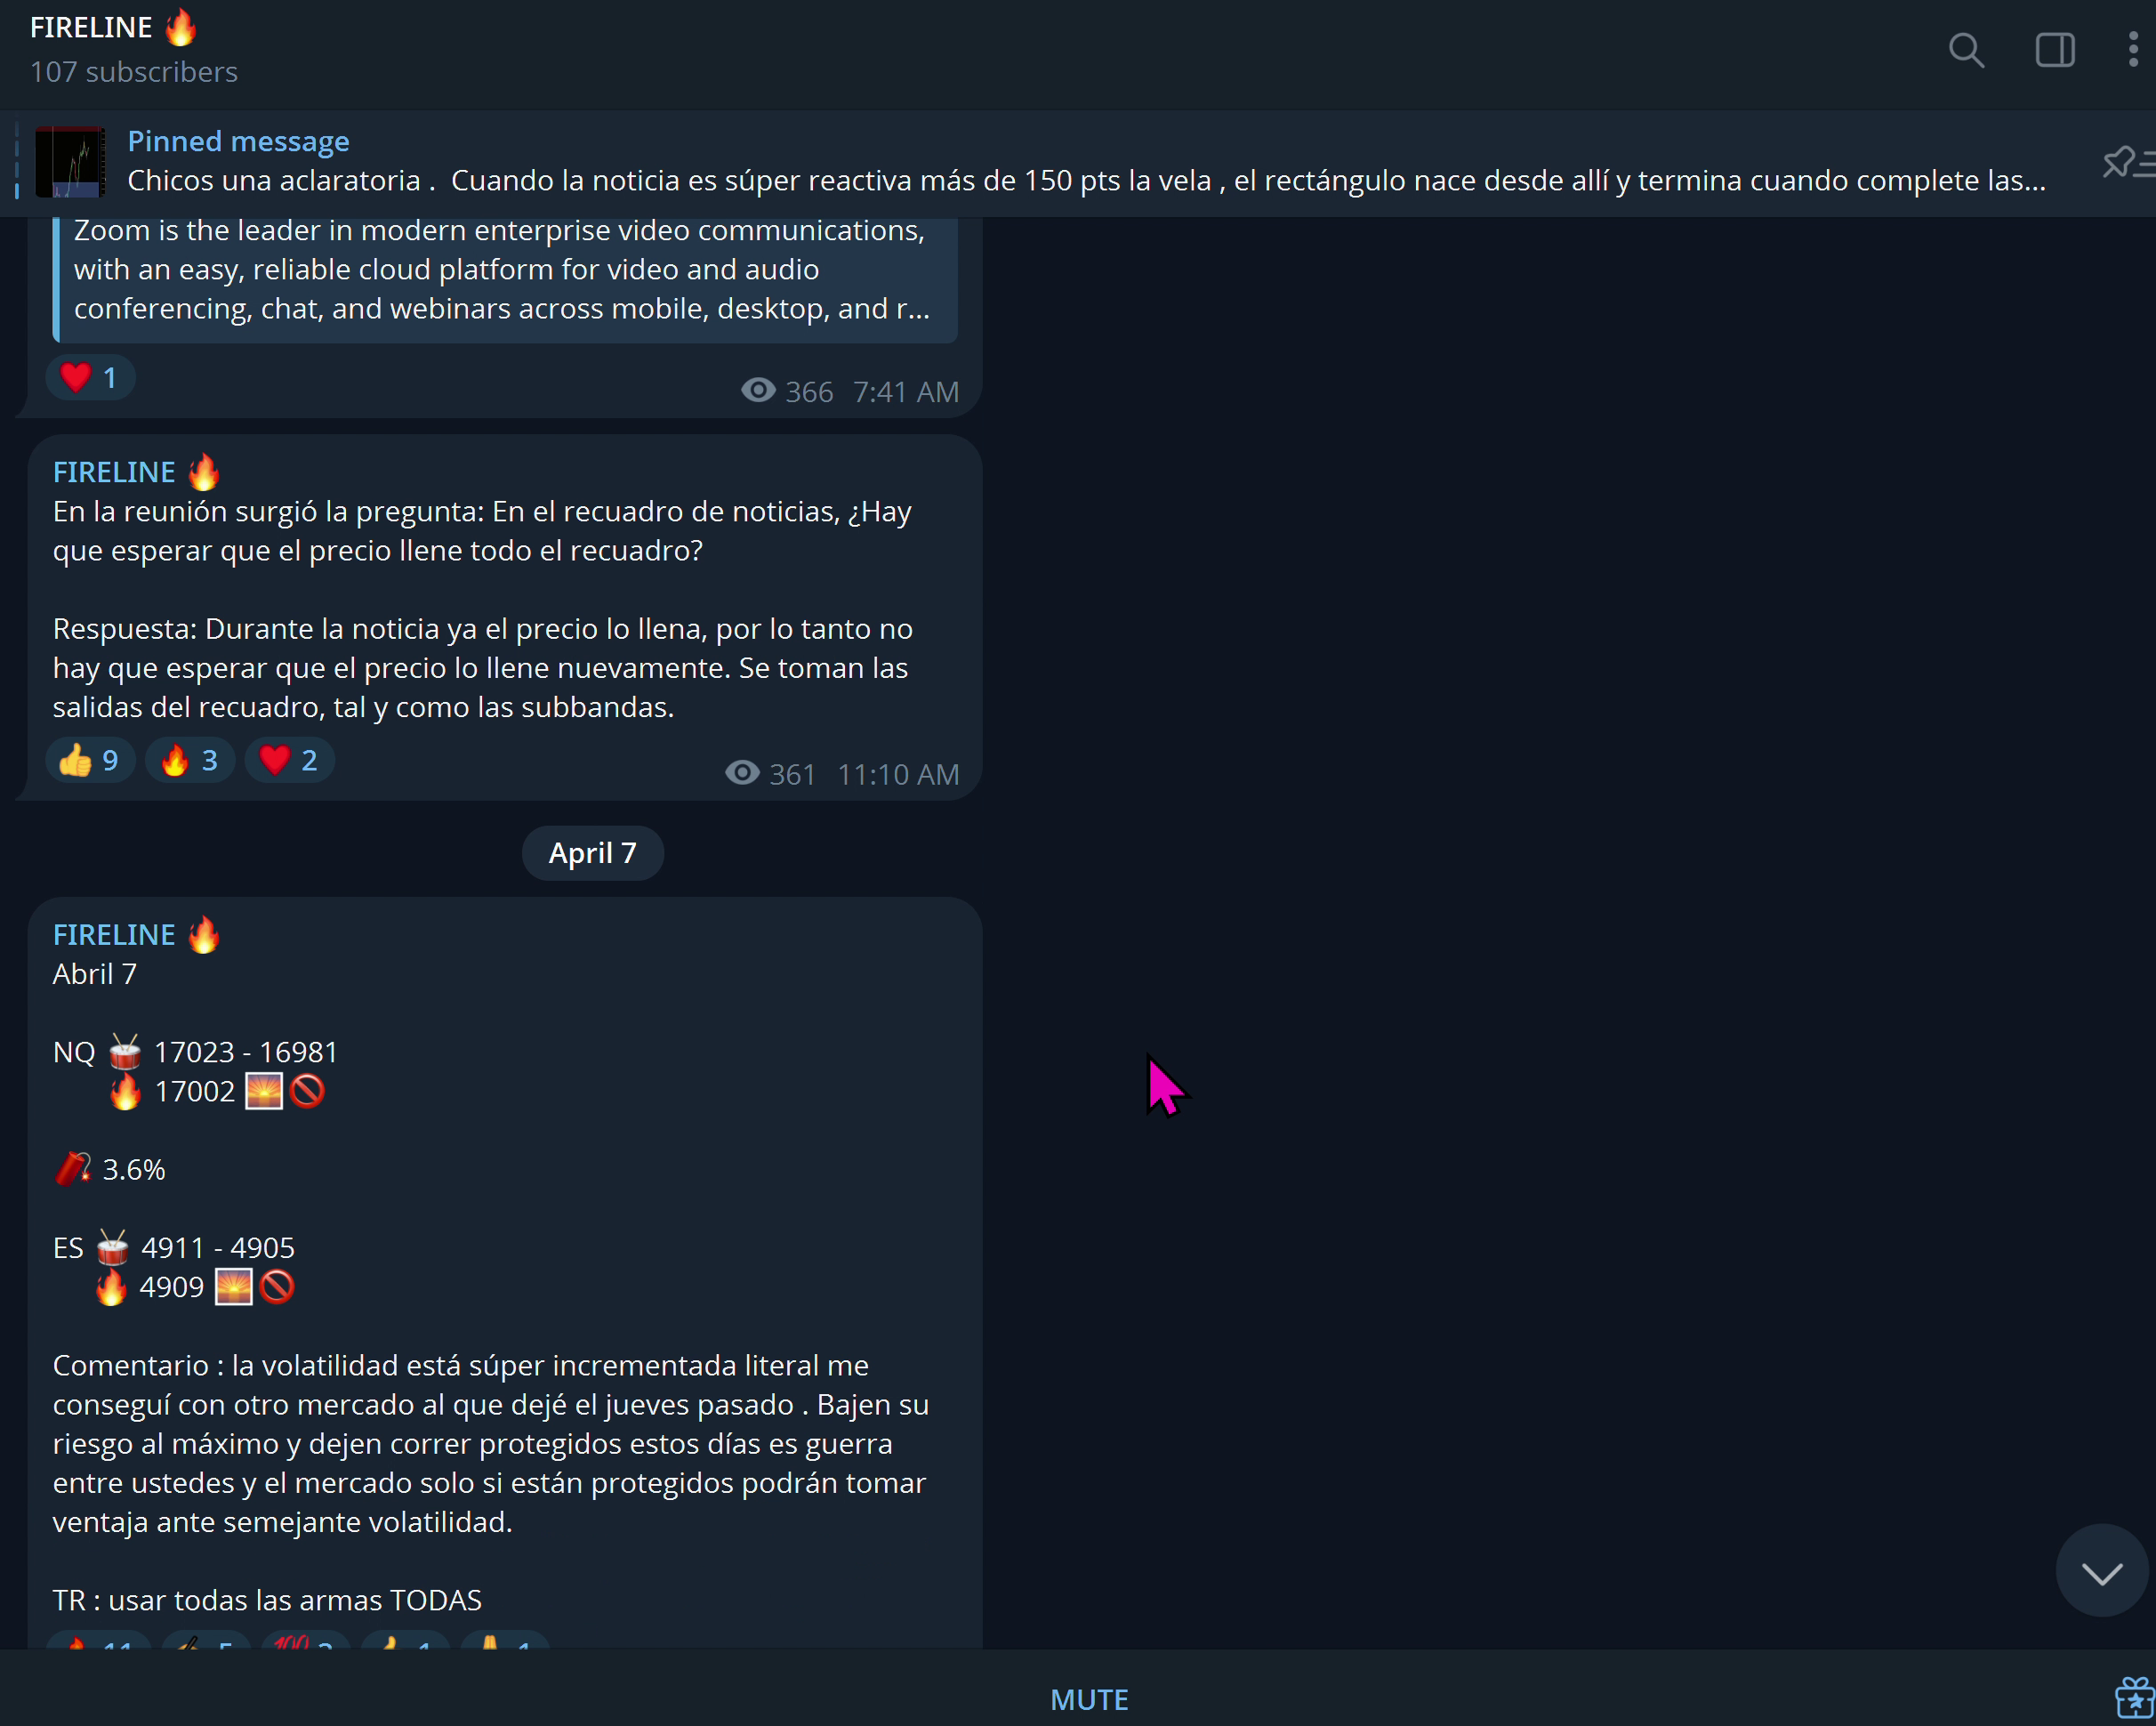 FIRELINE 🔥
107 subscribers
Pinned message
Chicos una aclaratoria .  Cuando la noticia es súper reactiva más de 150 pts la vela , el rectángulo nace desde allí y termina cuando complete las...
Zoom is the leader in modern enterprise video communications,
with an easy, reliable cloud platform for video and audio
conferencing, chat, and webinars across mobile, desktop, and r...
❤️ 1
366 7:41 AM
FIRELINE 🔥
En la reunión surgió la pregunta: En el recuadro de noticias, ¿Hay
que esperar que el precio llene todo el recuadro?
Respuesta: Durante la noticia ya el precio lo llena, por lo tanto no
hay que esperar que el precio lo llene nuevamente. Se toman las
salidas del recuadro, tal y como las subbandas.
👍 9 🔥 3 ❤️ 2
361 11:10 AM
April 7
FIRELINE 🔥
Abril 7
NQ 🥁 17023 - 16981
🔥 17002 🌅🚫
🧨 3.6%
ES 🥁 4911 - 4905
🔥 4909 🌅🚫
Comentario : la volatilidad está súper incrementada literal me
conseguí con otro mercado al que dejé el jueves pasado . Bajen su
riesgo al máximo y dejen correr protegidos estos días es guerra
entre ustedes y el mercado solo si están protegidos podrán tomar
ventaja ante semejante volatilidad.
TR : usar todas las armas TODAS
MUTE